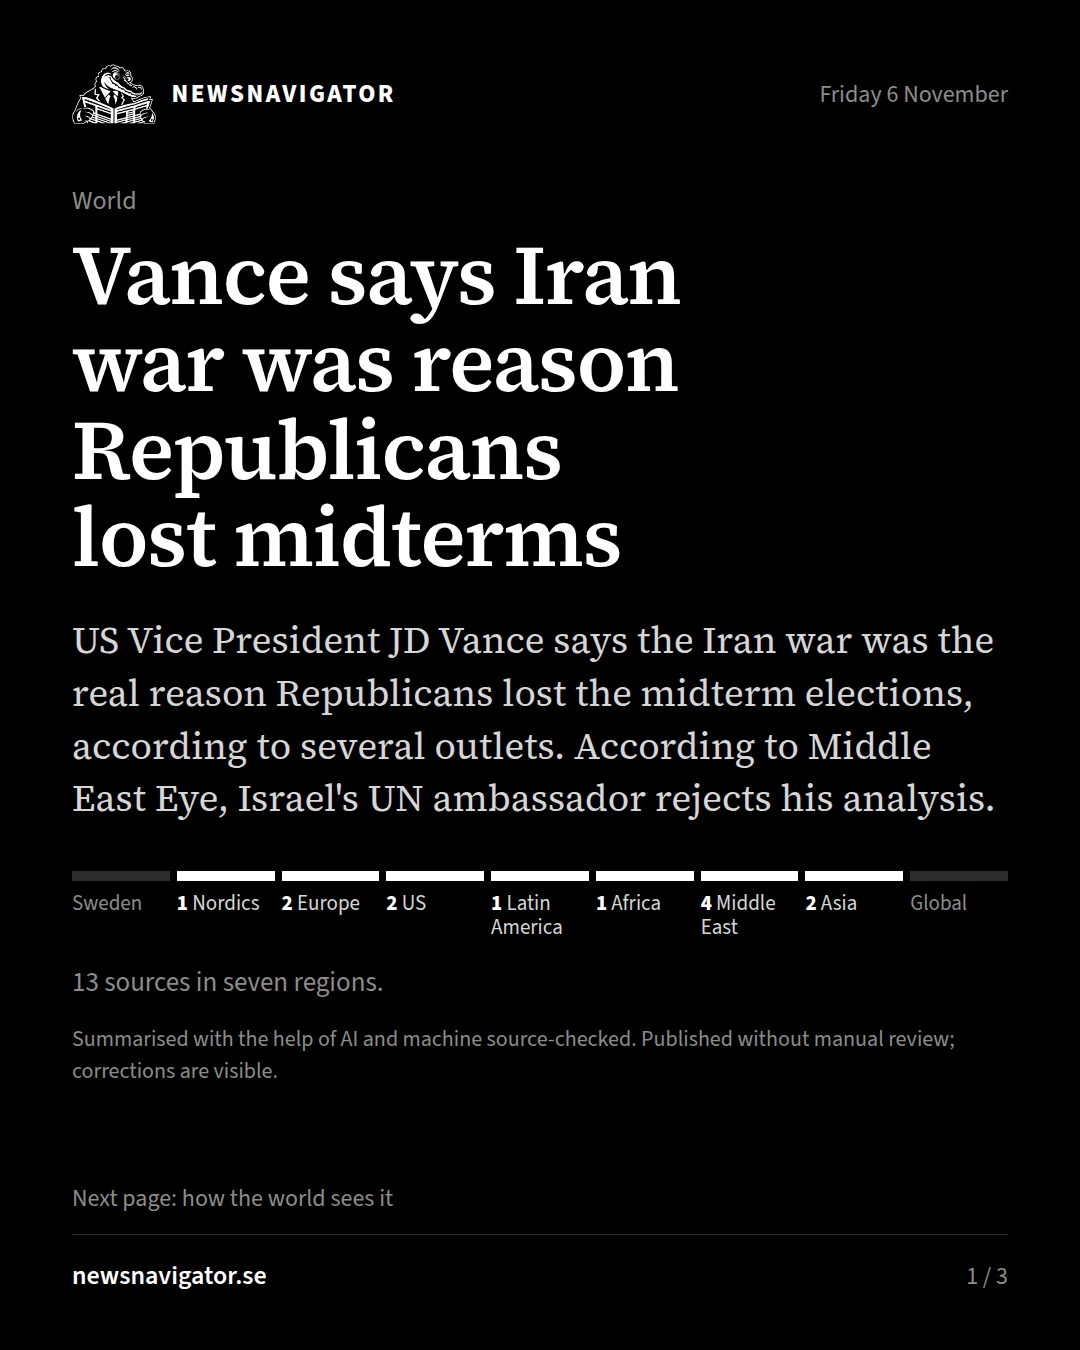 NEWSNAVIGATOR
Friday 6 November
World
Vance says Iran
war was reason
Republicans
lost midterms
US Vice President JD Vance says the Iran war was the
real reason Republicans lost the midterm elections,
according to several outlets. According to Middle
East Eye, Israel's UN ambassador rejects his analysis.
Sweden
1 Nordics
2 Europe
2 US
1 Latin
America
1 Africa
4 Middle
East
2 Asia
Global
13 sources in seven regions.
Summarised with the help of AI and machine source-checked. Published without manual review;
corrections are visible.
Next page: how the world sees it
newsnavigator.se
1 / 3